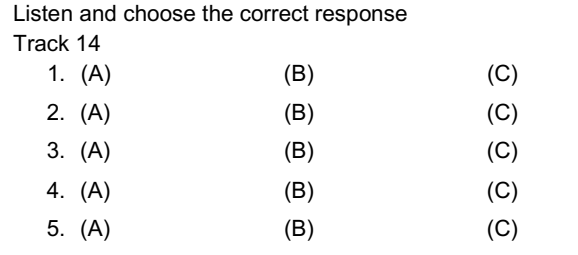 Listen and choose the correct response
Track 14
1. (A) (B) (C)
2. (A) (B) (C)
3. (A) (B) (C)
4. (A) (B) (C)
5. (A) (B) (C)